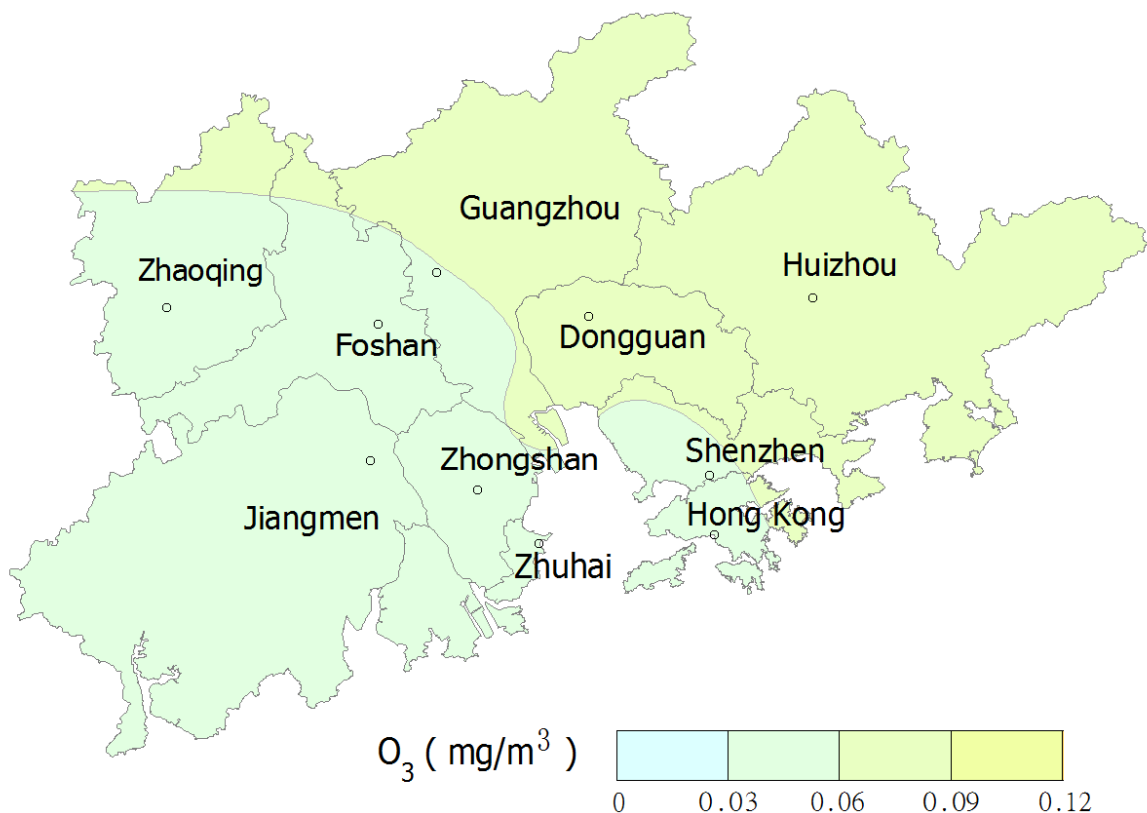 Guangzhou
Zhaoqing
Huizhou
Foshan
Dongguan
Zhongshan
Shenzhen
Jiangmen
Hong Kong
Zhuhai
O₃ ( mg/m³ )
0 0.03 0.06 0.09 0.12